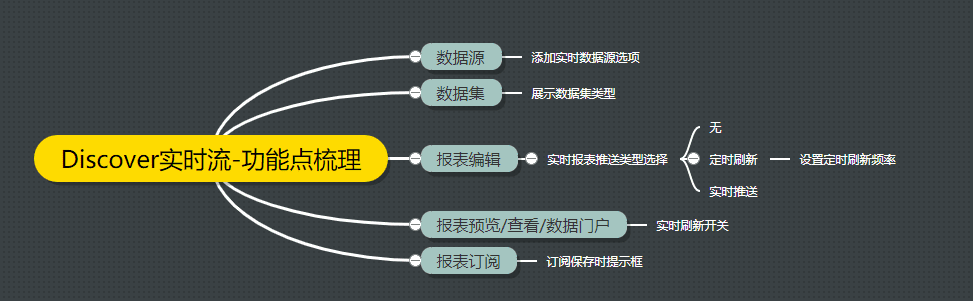 Discover实时流-功能点梳理
数据源
添加实时数据源选项
数据集
展示数据集类型
报表编辑
实时报表推送类型选择
无
定时刷新
设置定时刷新频率
实时推送
报表预览/查看/数据门户
实时刷新开关
报表订阅
订阅保存时提示框